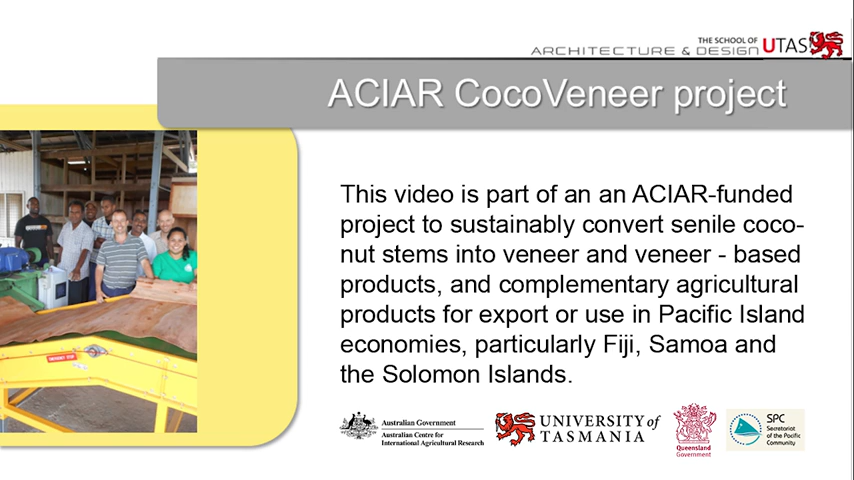 THE SCHOOL OF
ARCHITECTURE & DESIGN UTAS
ACIAR CocoVeneer project
This video is part of an an ACIAR-funded
project to sustainably convert senile coco-
nut stems into veneer and veneer - based
products, and complementary agricultural
products for export or use in Pacific Island
economies, particularly Fiji, Samoa and
the Solomon Islands.
EMERGENCY STOP
Australian Government
Australian Centre for
International Agricultural Research
UNIVERSITY of
TASMANIA
Queensland
Government
SPC
Secretariat
of the Pacific
Community